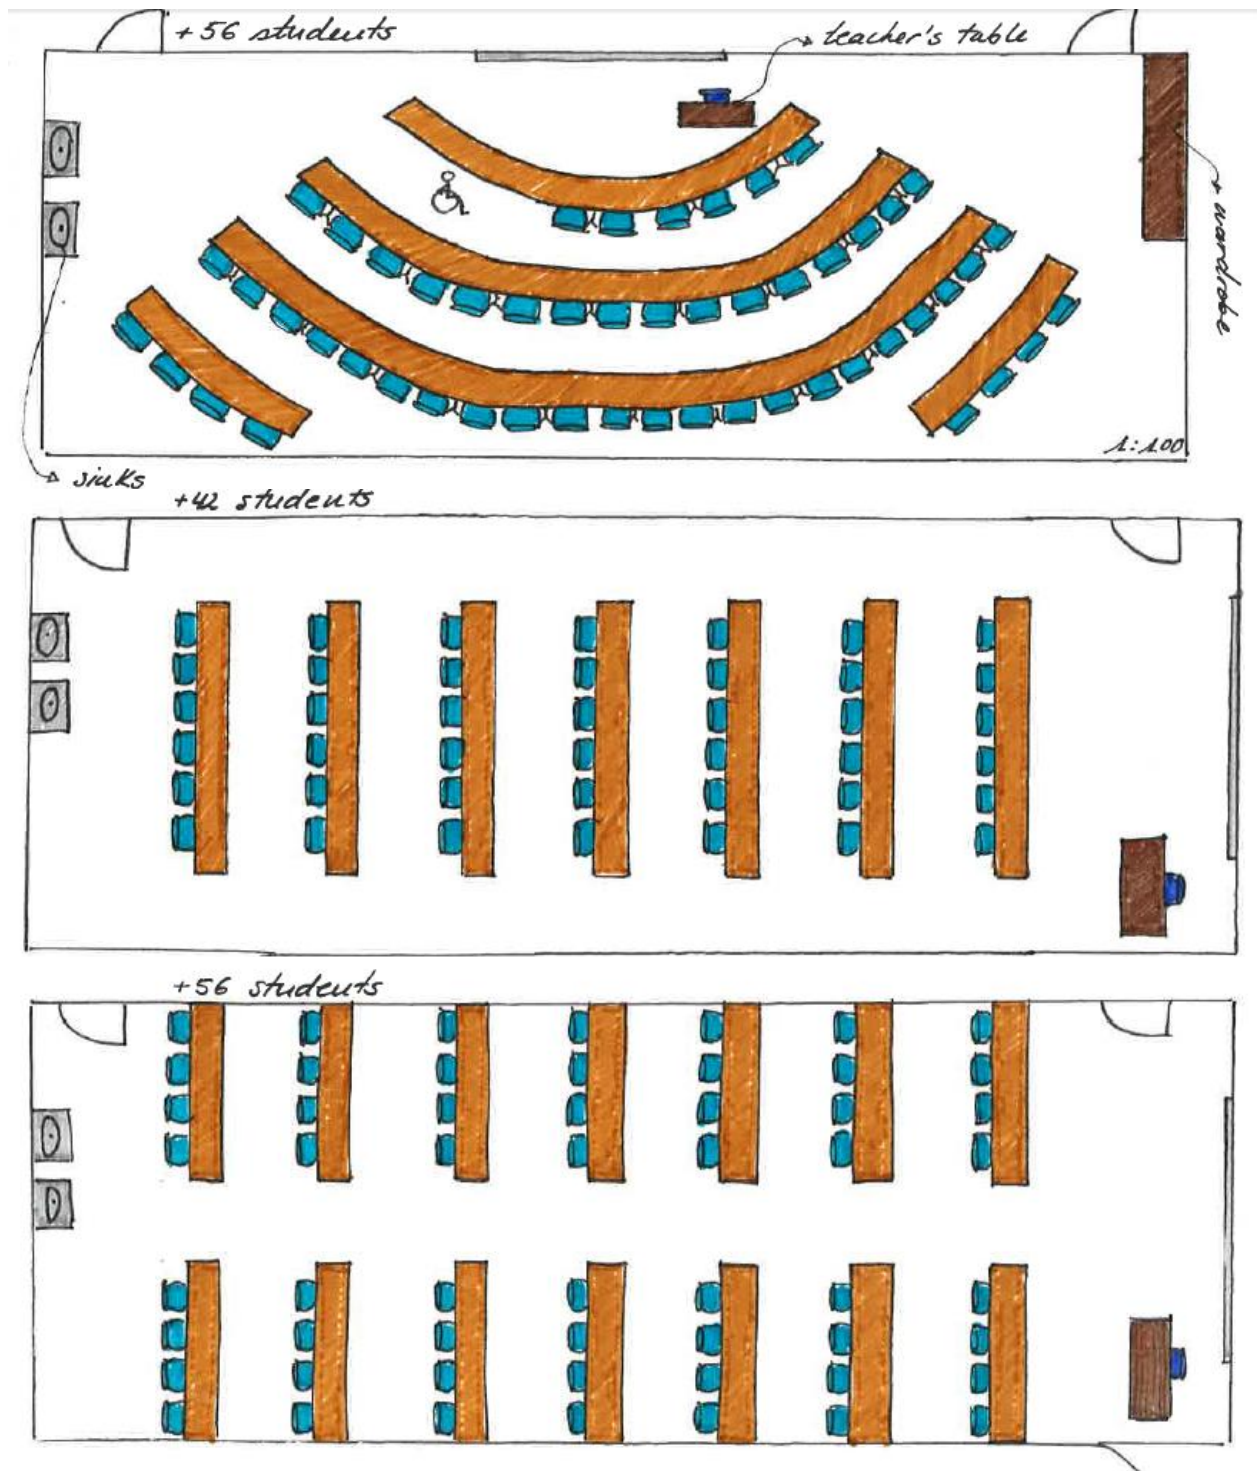 +56 students
teacher's table
wardrobe
1:100
sinks
+42 students
+56 students